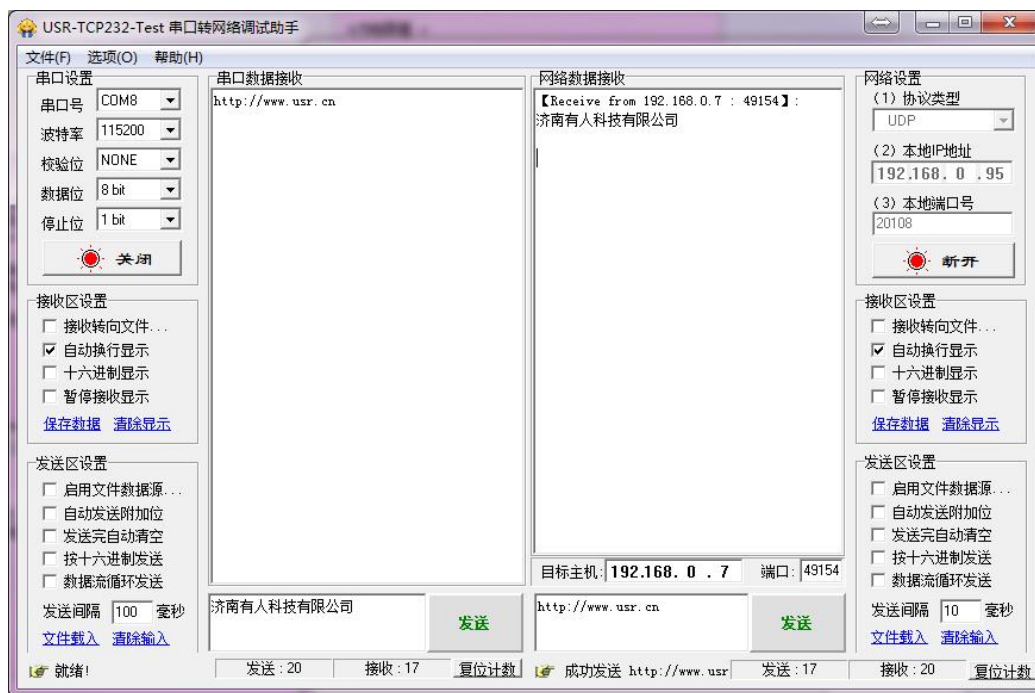 USR-TCP232-Test 串口转网络调试助手
文件(F) 选项(O) 帮助(H)
串口设置
串口号 COM8
波特率 115200
校验位 NONE
数据位 8 bit
停止位 1 bit
关闭
接收区设置
接收转向文件...
自动换行显示
十六进制显示
暂停接收显示
保存数据 清除显示
发送区设置
启用文件数据源...
自动发送附加位
发送完自动清空
按十六进制发送
数据流循环发送
发送间隔 100 毫秒
文件载入 清除输入
就绪!
串口数据接收
http://www.usr.cn
济南有人科技有限公司
发送
发送:20 接收:17 复位计数
网络数据接收
【Receive from 192.168.0.7 : 49154】:
济南有人科技有限公司
目标主机: 192.168. 0 . 7 端口: 49154
http://www.usr.cn
发送
成功发送 http://www.usr 发送:17 接收:20 复位计数
网络设置
(1) 协议类型
UDP
(2) 本地IP地址
192.168. 0 .95
(3) 本地端口号
20108
断开
接收区设置
接收转向文件...
自动换行显示
十六进制显示
暂停接收显示
保存数据 清除显示
发送区设置
启用文件数据源...
自动发送附加位
发送完自动清空
按十六进制发送
数据流循环发送
发送间隔 10 毫秒
文件载入 清除输入